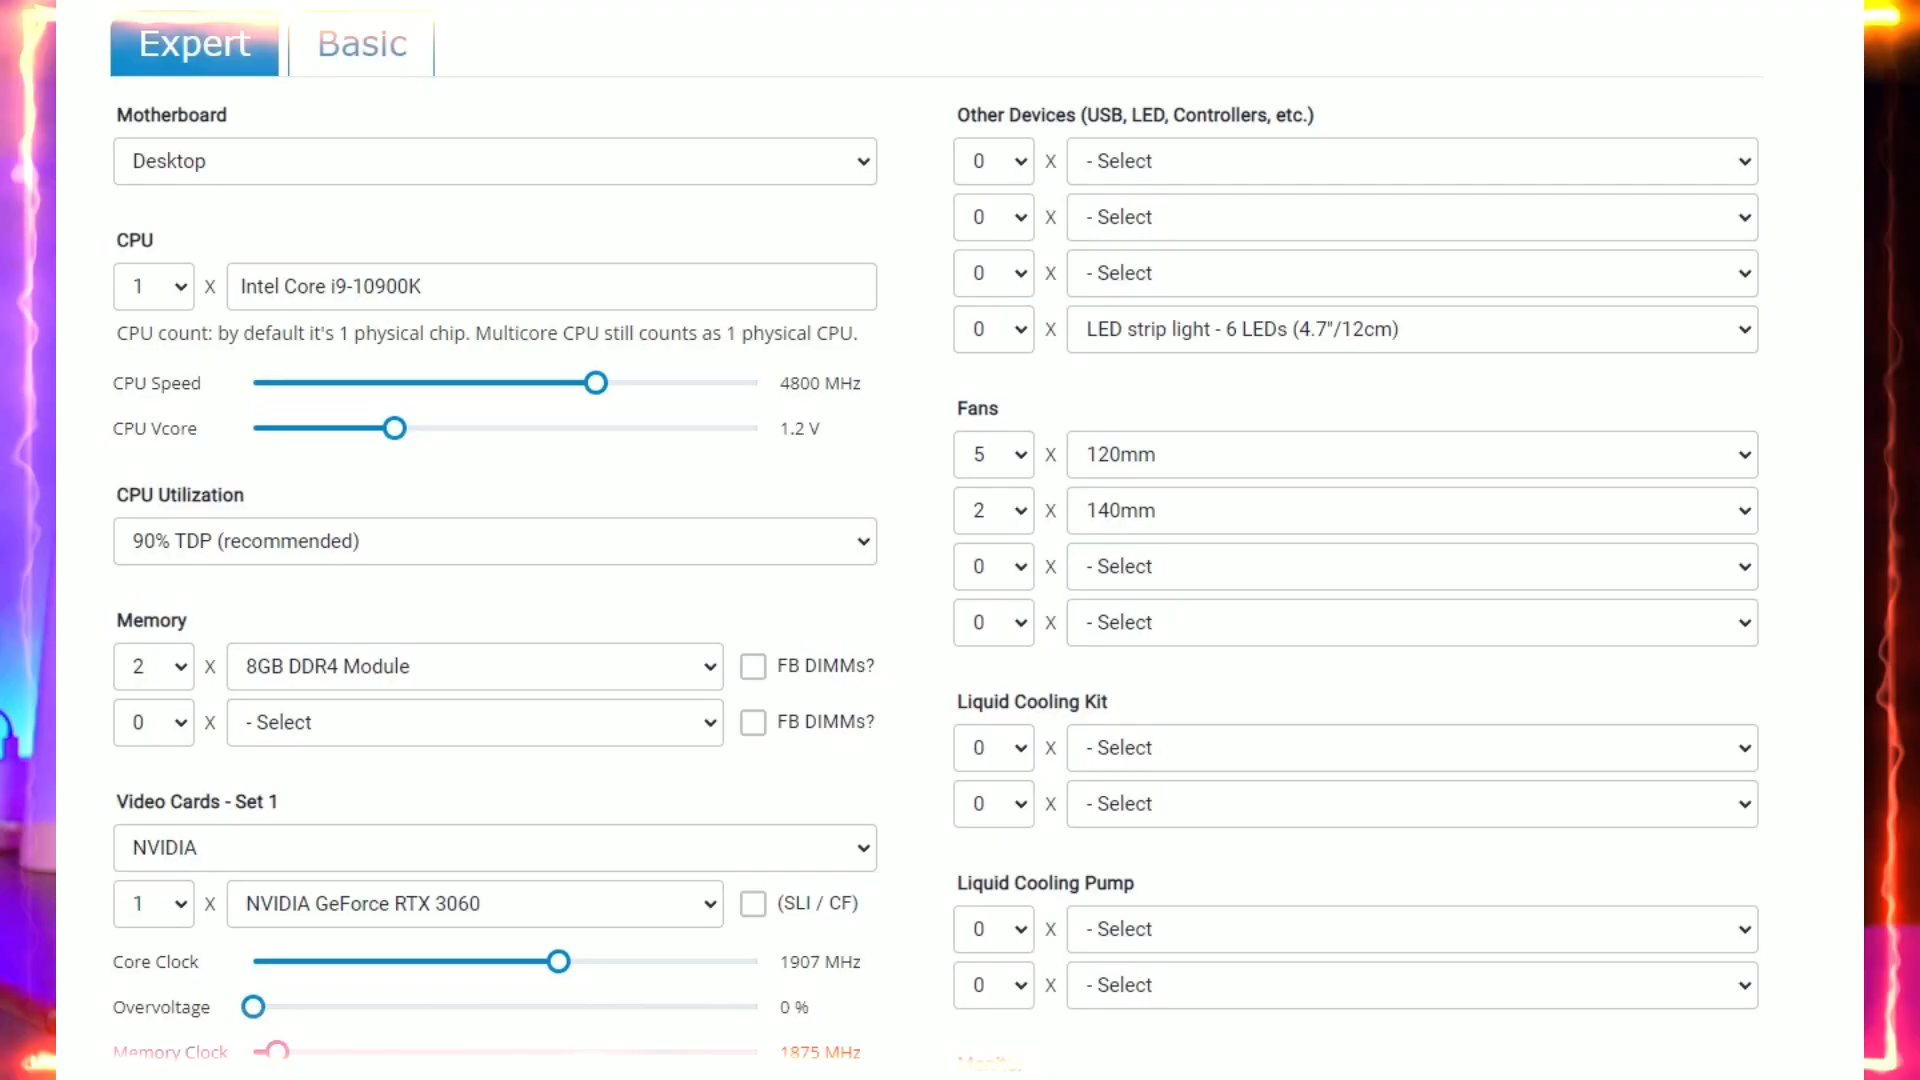 Expert Basic
Motherboard
Desktop
CPU
1 X Intel Core i9-10900K
CPU count: by default it's 1 physical chip. Multicore CPU still counts as 1 physical CPU.
CPU Speed 4800 MHz
CPU Vcore 1.2 V
CPU Utilization
90% TDP (recommended)
Memory
2 X 8GB DDR4 Module FB DIMMs?
0 X - Select FB DIMMs?
Video Cards - Set 1
NVIDIA
1 X NVIDIA GeForce RTX 3060 (SLI / CF)
Core Clock 1907 MHz
Overvoltage 0 %
Memory Clock 1875 MHz
Other Devices (USB, LED, Controllers, etc.)
0 X - Select
0 X - Select
0 X - Select
0 X LED strip light - 6 LEDs (4.7"/12cm)
Fans
5 X 120mm
2 X 140mm
0 X - Select
0 X - Select
Liquid Cooling Kit
0 X - Select
0 X - Select
Liquid Cooling Pump
0 X - Select
0 X - Select